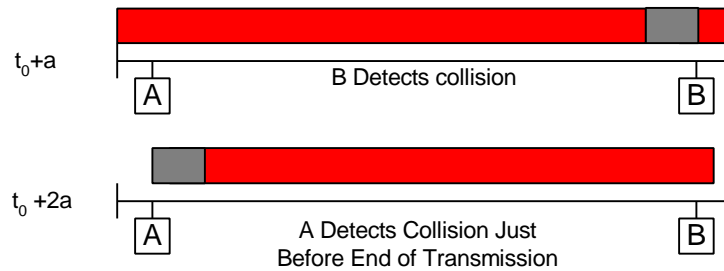 t0+a
B Detects collision
A
B
t0 +2a
A
A Detects Collision Just
Before End of Transmission
B